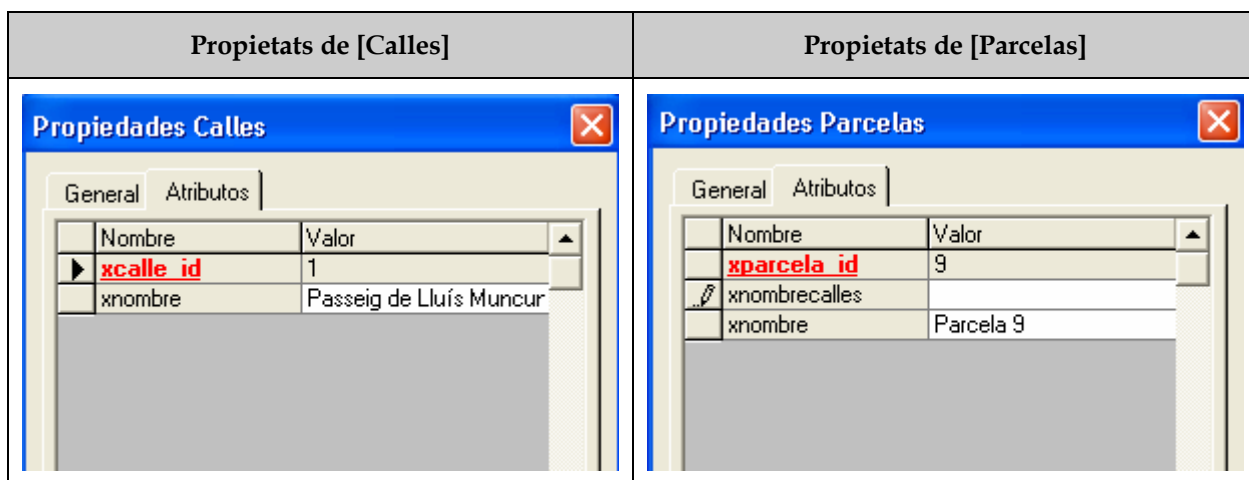 Propietats de [Calles]
Propietats de [Parcelas]
Propiedades Calles
General Atributos
Nombre Valor
xcalle_id 1
xnombre Passeig de Lluís Muncur
Propiedades Parcelas
General Atributos
Nombre Valor
xparcela_id 9
xnombrecalles
xnombre Parcela 9